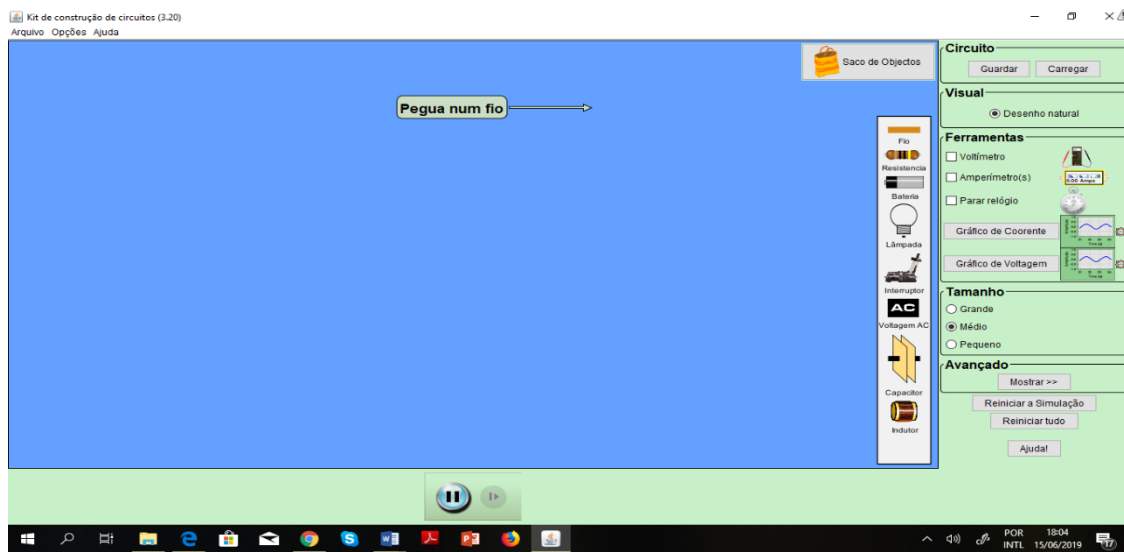 Kit de construção de circuitos (3.20)
Arquivo Opções Ajuda
Saco de Objectos
Pegua num fio
Fio
Resistencia
Bateria
Lâmpada
Interruptor
AC
Voltagem AC
Capacitor
Indutor
Circuito
Guardar Carregar
Visual
Desenho natural
Ferramentas
Voltímetro
Amperímetro(s)
Parar relógio
Gráfico de Coorente
Gráfico de Voltagem
Tamanho
Grande
Médio
Pequeno
Avançado
Mostrar >>
Reiniciar a Simulação
Reiniciar tudo
Ajuda!
POR 18:04
INTL 15/06/2019
17